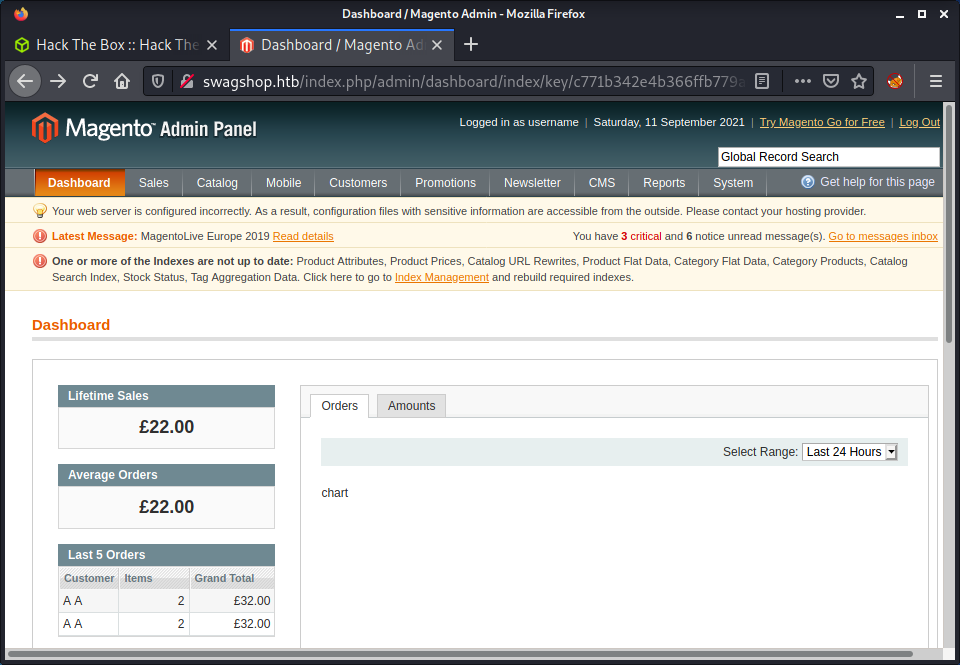 Dashboard / Magento Admin - Mozilla Firefox
Hack The Box :: Hack The
Dashboard / Magento Ad
swagshop.htb/index.php/admin/dashboard/index/key/c771b342e4b366ffb779a
Magento Admin Panel
Logged in as username | Saturday, 11 September 2021 | Try Magento Go for Free | Log Out
Global Record Search
Dashboard Sales Catalog Mobile Customers Promotions Newsletter CMS Reports System Get help for this page
Your web server is configured incorrectly. As a result, configuration files with sensitive information are accessible from the outside. Please contact your hosting provider.
Latest Message: MagentoLive Europe 2019 Read details You have 3 critical and 6 notice unread message(s). Go to messages inbox
One or more of the Indexes are not up to date: Product Attributes, Product Prices, Catalog URL Rewrites, Product Flat Data, Category Flat Data, Category Products, Catalog
Search Index, Stock Status, Tag Aggregation Data. Click here to go to Index Management and rebuild required indexes.
Dashboard
Lifetime Sales
£22.00
Average Orders
£22.00
Last 5 Orders
Customer Items Grand Total
A A 2 £32.00
A A 2 £32.00
Orders Amounts
Select Range: Last 24 Hours
chart